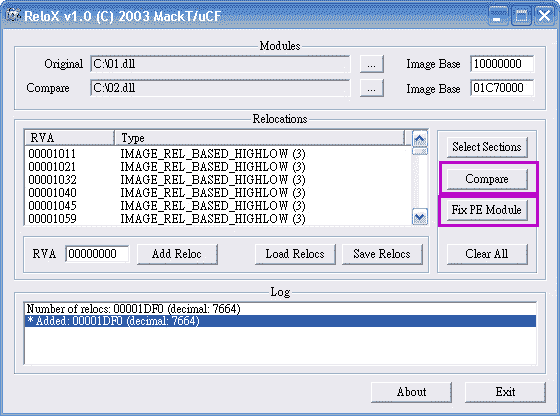 ReloX v1.0 (C) 2003 MackT/uCF
Modules
Original C:\01.dll ... Image Base 10000000
Compare C:\02.dll ... Image Base 01C70000
Relocations
RVA Type
00001011 IMAGE_REL_BASED_HIGHLOW (3)
00001021 IMAGE_REL_BASED_HIGHLOW (3)
00001032 IMAGE_REL_BASED_HIGHLOW (3)
00001040 IMAGE_REL_BASED_HIGHLOW (3)
00001045 IMAGE_REL_BASED_HIGHLOW (3)
00001059 IMAGE_REL_BASED_HIGHLOW (3)
Select Sections
Compare
Fix PE Module
RVA 00000000 Add Reloc Load Relocs Save Relocs Clear All
Log
Number of relocs: 00001DF0 (decimal: 7664)
* Added: 00001DF0 (decimal: 7664)
About Exit